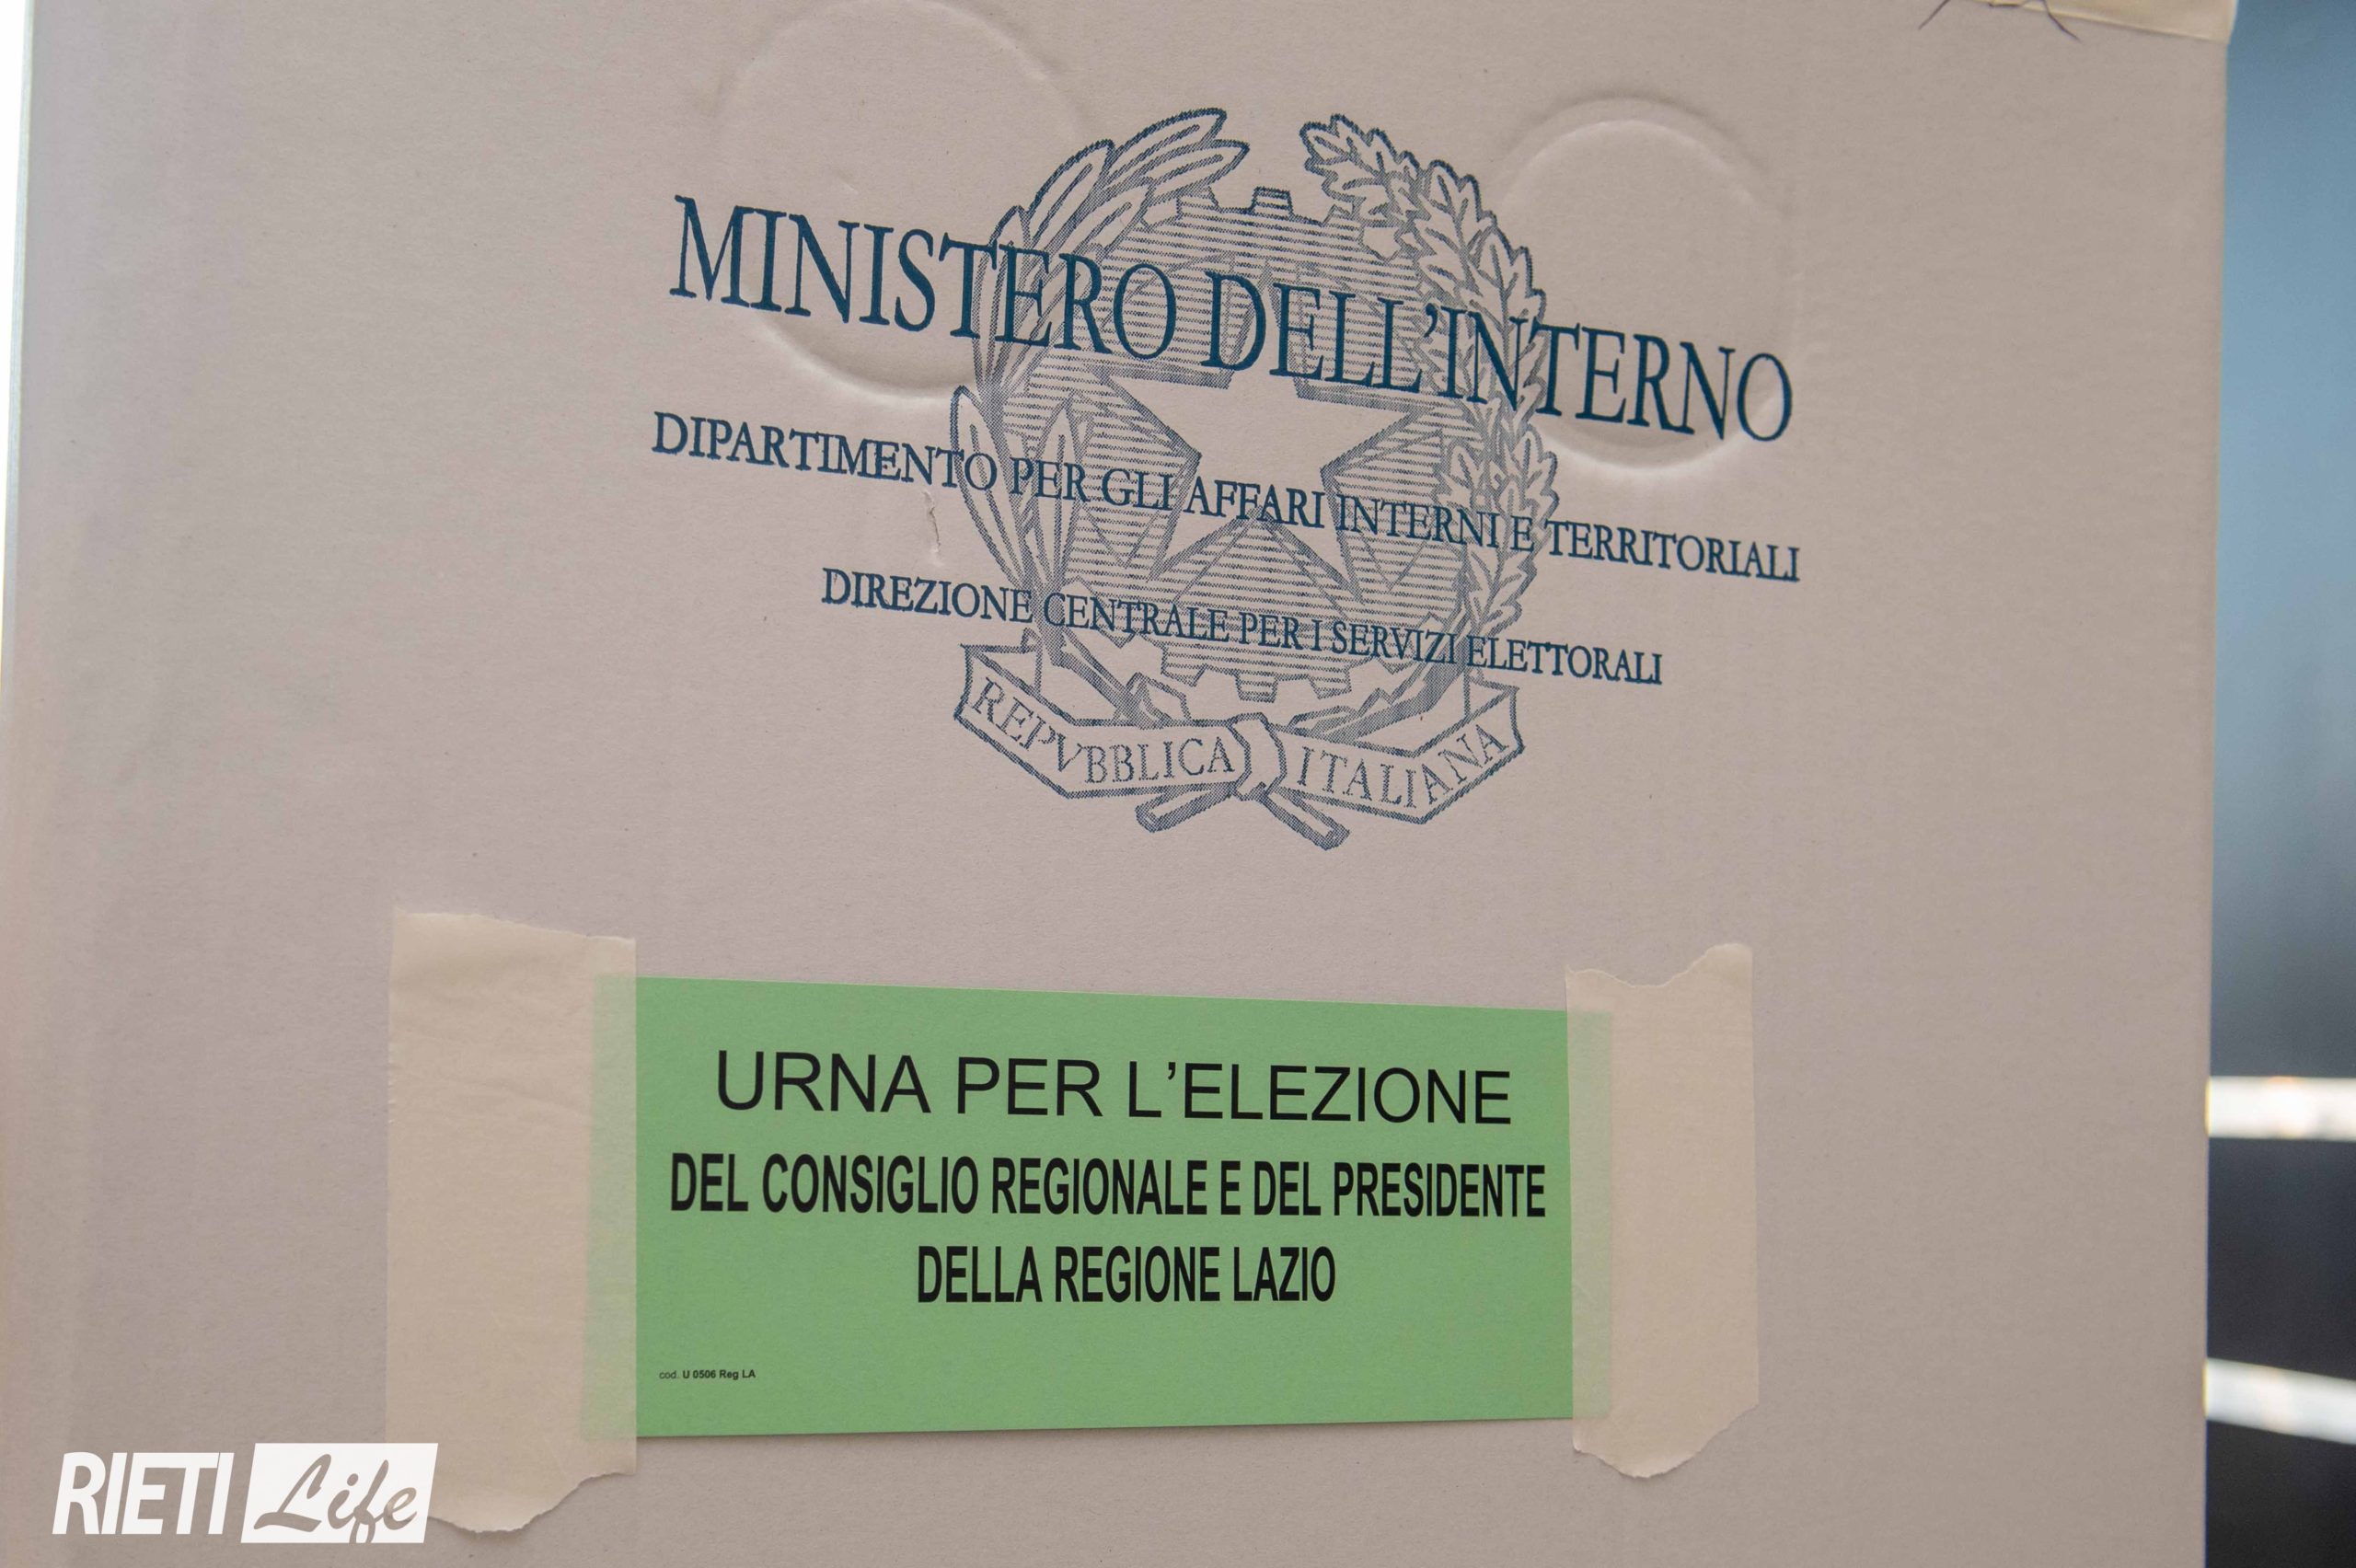 MINISTERO DELL'INTERNO
DIPARTIMENTO PER GLI AFFARI INTERNI E TERRITORIALI
DIREZIONE CENTRALE PER I SERVIZI ELETTORALI
REPVBBLICA ITALIANA
URNA PER L'ELEZIONE
DEL CONSIGLIO REGIONALE E DEL PRESIDENTE
DELLA REGIONE LAZIO
cod. U 0506 Reg LA
RIETI Life